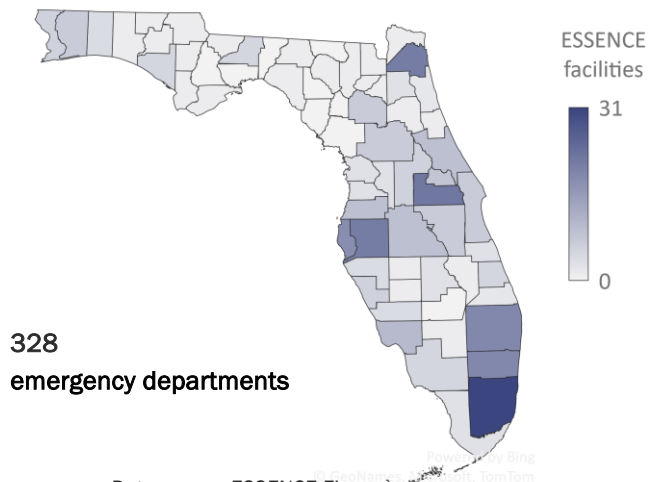 ESSENCE
facilities
31
0
328
emergency departments
Powered by Bing
© GeoNames, Microsoft, TomTom